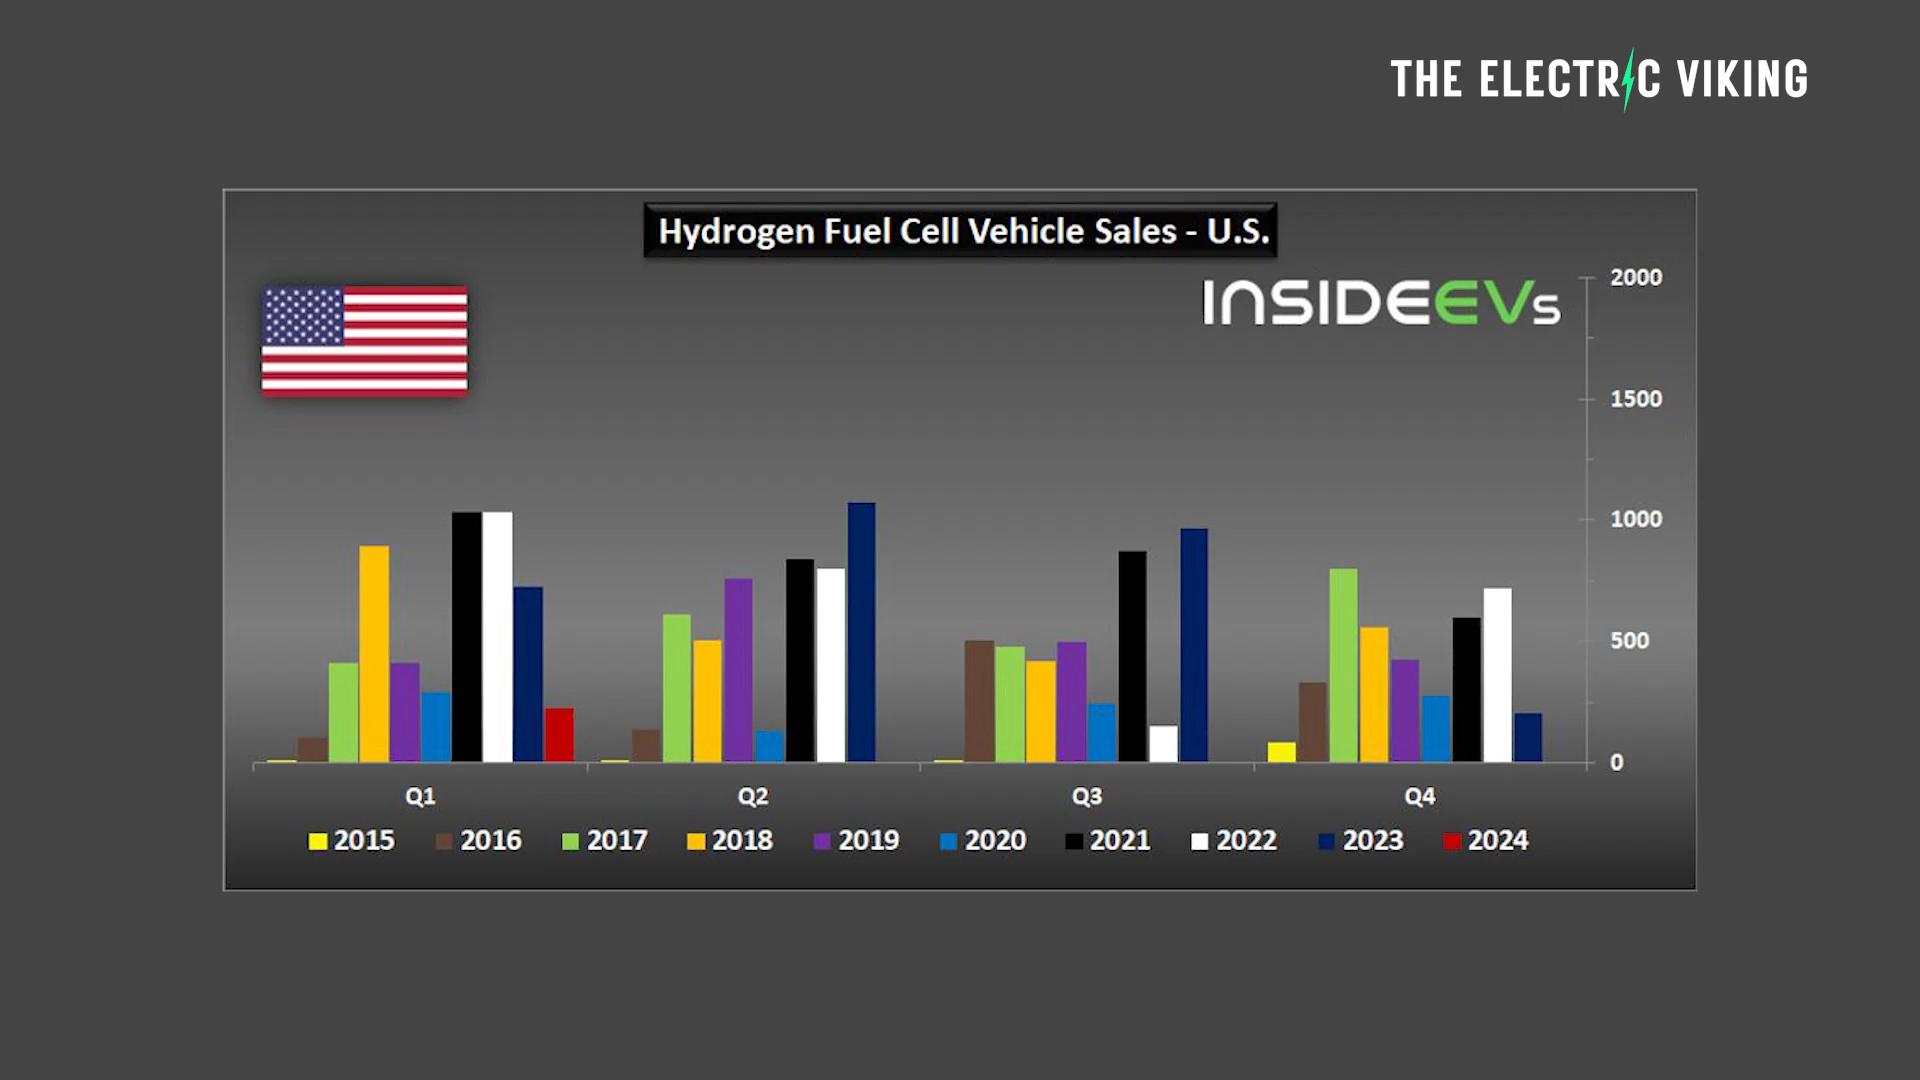 THE ELECTRIC VIKING
Hydrogen Fuel Cell Vehicle Sales - U.S.
INSIDEEVs
2000
1500
1000
500
0
Q1 Q2 Q3 Q4
2015 2016 2017 2018 2019 2020 2021 2022 2023 2024